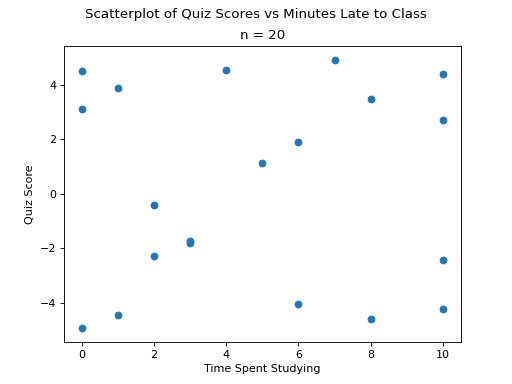 Scatterplot of Quiz Scores vs Minutes Late to Class
n = 20
4
2
0
−2
−4
Quiz Score
0 2 4 6 8 10
Time Spent Studying